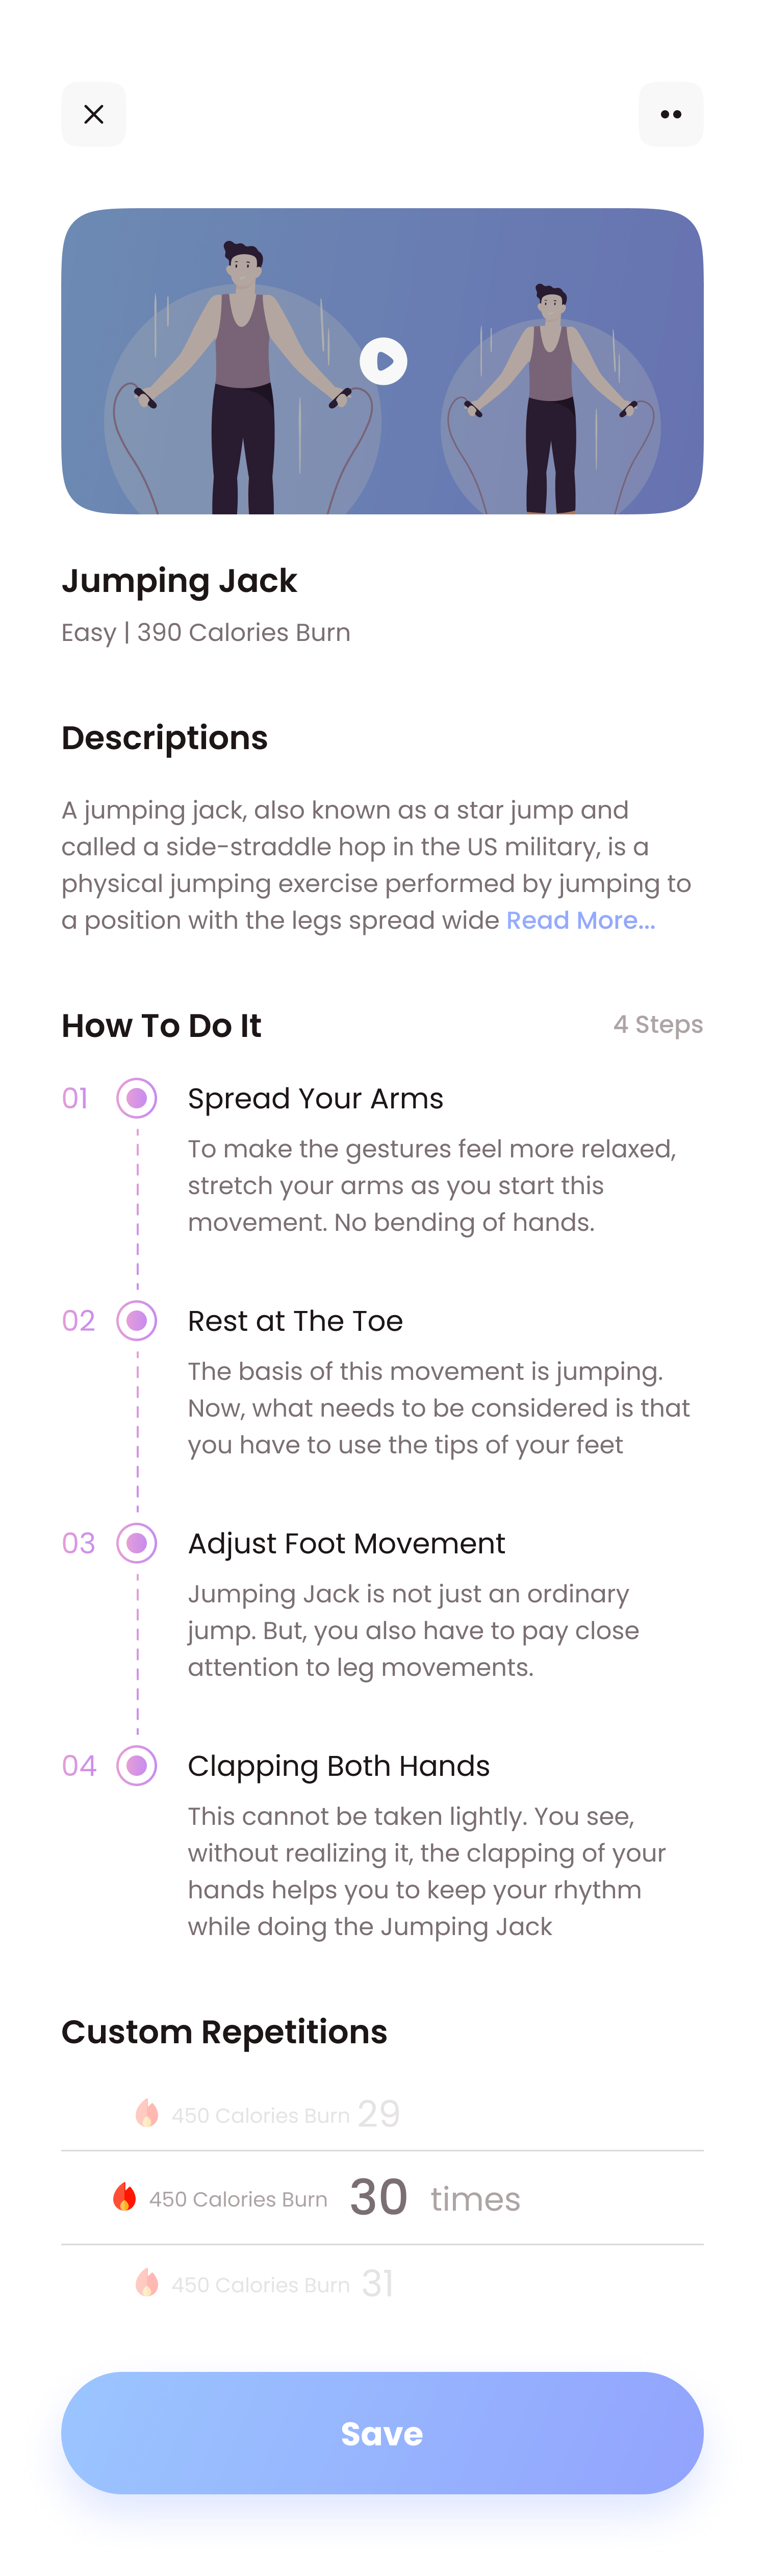 Jumping Jack
Easy | 390 Calories Burn
Descriptions
A jumping jack, also known as a star jump and
called a side-straddle hop in the US military, is a
physical jumping exercise performed by jumping to
a position with the legs spread wide Read More...
How To Do It 4 Steps
01 Spread Your Arms
To make the gestures feel more relaxed,
stretch your arms as you start this
movement. No bending of hands.
02 Rest at The Toe
The basis of this movement is jumping.
Now, what needs to be considered is that
you have to use the tips of your feet
03 Adjust Foot Movement
Jumping Jack is not just an ordinary
jump. But, you also have to pay close
attention to leg movements.
04 Clapping Both Hands
This cannot be taken lightly. You see,
without realizing it, the clapping of your
hands helps you to keep your rhythm
while doing the Jumping Jack
Custom Repetitions
450 Calories Burn 29
450 Calories Burn 30 times
450 Calories Burn 31
Save